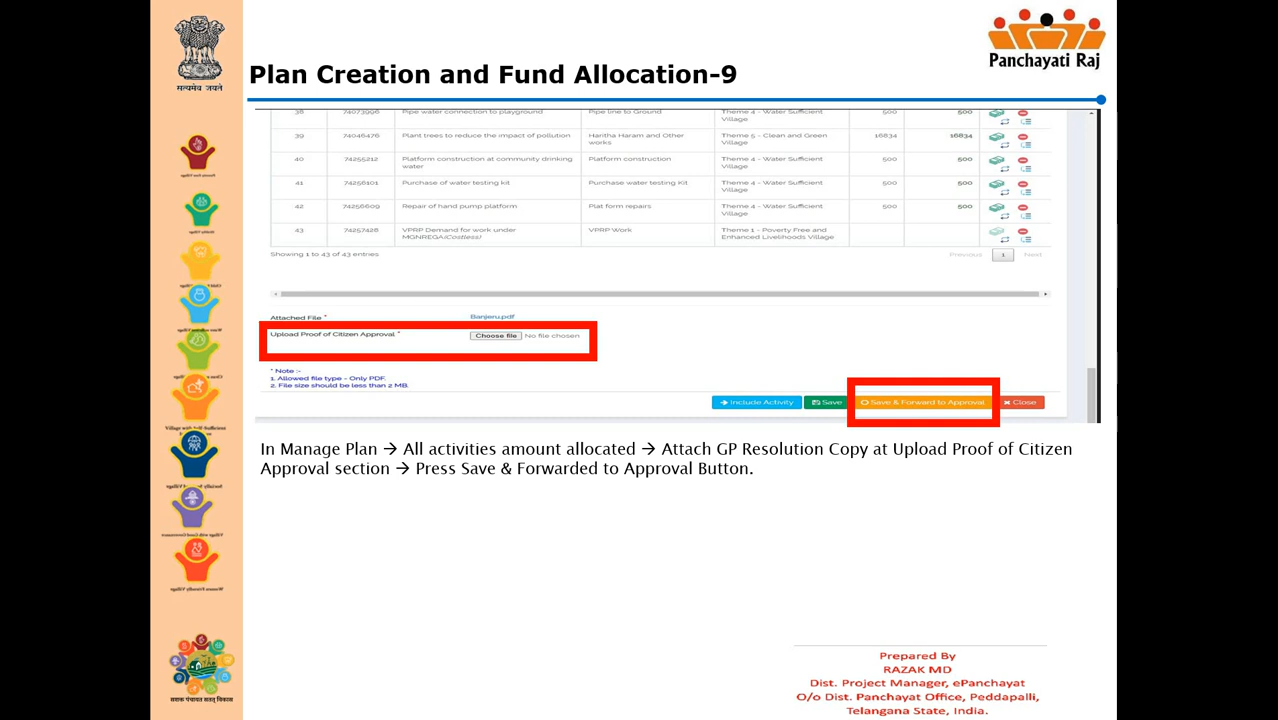 सत्यमेव जयते
Panchayati Raj
Plan Creation and Fund Allocation-9
38 74073996 Pipe water connection to playground Pipe line to Ground Theme 4 - Water Sufficient Village 500 500
39 74046476 Plant trees to reduce the impact of pollution Haritha Haram and Other works Theme 5 - Clean and Green Village 16834 16834
40 74255212 Platform construction at community drinking water Platform construction Theme 4 - Water Sufficient Village 500 500
41 74256101 Purchase of water testing kit Purchase water testing Kit Theme 4 - Water Sufficient Village 500 500
42 74256609 Repair of hand pump platform Plat form repairs Theme 4 - Water Sufficient Village 500 500
43 74257428 VPRP Demand for work under MGNREGA(Costless) VPRP Work Theme 1 - Poverty Free and Enhanced Livelihoods Village
Showing 1 to 43 of 43 entries Previous 1 Next
Attached File * Banjeru.pdf
Upload Proof of Citizen Approval * Choose file No file chosen
* Note :-
1. Allowed file type - Only PDF.
2. File size should be less than 2 MB.
Include Activity Save Save & Forward to Approval Close
In Manage Plan → All activities amount allocated → Attach GP Resolution Copy at Upload Proof of Citizen
Approval section → Press Save & Forwarded to Approval Button.
सशक्त पंचायत सतत् विकास
Prepared By
RAZAK MD
Dist. Project Manager, ePanchayat
O/o Dist. Panchayat Office, Peddapalli,
Telangana State, India.